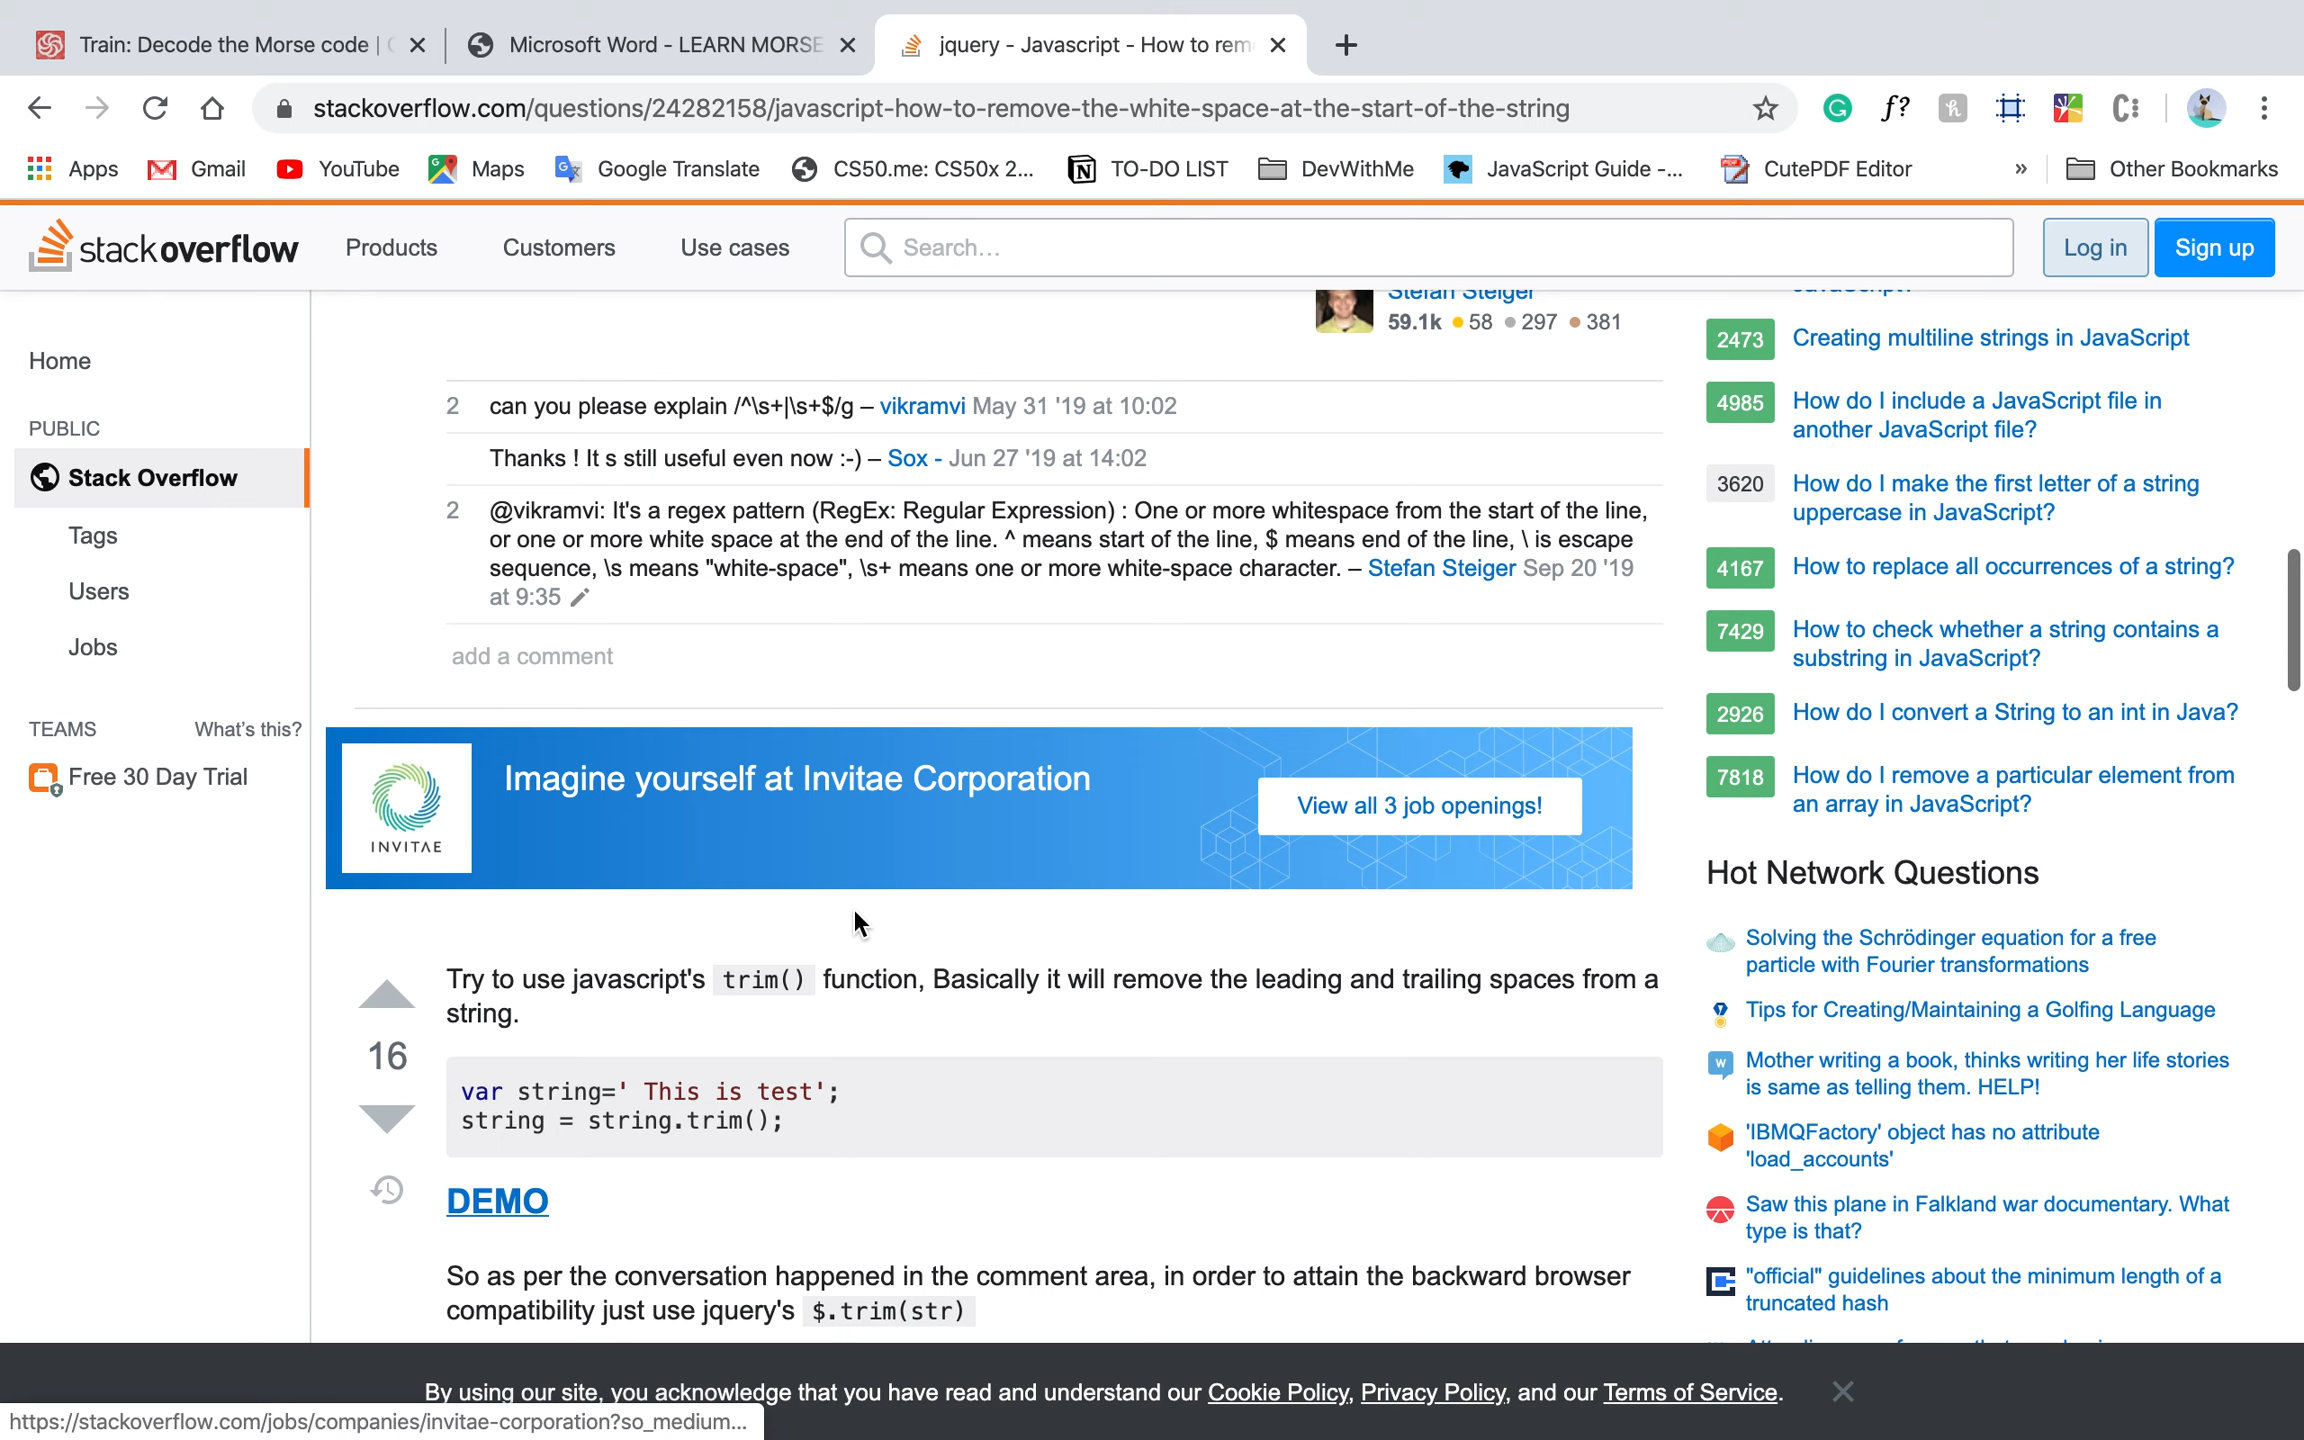 Train: Decode the Morse code |
Microsoft Word - LEARN MORSE
jquery - Javascript - How to rem
stackoverflow.com/questions/24282158/javascript-how-to-remove-the-white-space-at-the-start-of-the-string
Apps
Gmail
YouTube
Maps
Google Translate
CS50.me: CS50x 2...
TO-DO LIST
DevWithMe
JavaScript Guide -...
CutePDF Editor
»
Other Bookmarks
stackoverflow
Products
Customers
Use cases
Search...
Log in
Sign up
Home
PUBLIC
Stack Overflow
Tags
Users
Jobs
TEAMS
What's this?
Free 30 Day Trial
Stefan Steiger
59.1k 58 297 381
2 can you please explain /^\s+|\s+$/g – vikramvi May 31 '19 at 10:02
Thanks ! It s still useful even now :-) – Sox - Jun 27 '19 at 14:02
2 @vikramvi: It's a regex pattern (RegEx: Regular Expression) : One or more whitespace from the start of the line,
or one or more white space at the end of the line. ^ means start of the line, $ means end of the line, \ is escape
sequence, \s means "white-space", \s+ means one or more white-space character. – Stefan Steiger Sep 20 '19
at 9:35
add a comment
INVITAE
Imagine yourself at Invitae Corporation
View all 3 job openings!
16
Try to use javascript's trim() function, Basically it will remove the leading and trailing spaces from a
string.
var string=' This is test';
string = string.trim();
DEMO
So as per the conversation happened in the comment area, in order to attain the backward browser
compatibility just use jquery's $.trim(str)
2473 Creating multiline strings in JavaScript
4985 How do I include a JavaScript file in
another JavaScript file?
3620 How do I make the first letter of a string
uppercase in JavaScript?
4167 How to replace all occurrences of a string?
7429 How to check whether a string contains a
substring in JavaScript?
2926 How do I convert a String to an int in Java?
7818 How do I remove a particular element from
an array in JavaScript?
Hot Network Questions
Solving the Schrödinger equation for a free
particle with Fourier transformations
Tips for Creating/Maintaining a Golfing Language
Mother writing a book, thinks writing her life stories
is same as telling them. HELP!
'IBMQFactory' object has no attribute
'load_accounts'
Saw this plane in Falkland war documentary. What
type is that?
"official" guidelines about the minimum length of a
truncated hash
By using our site, you acknowledge that you have read and understand our Cookie Policy, Privacy Policy, and our Terms of Service.
https://stackoverflow.com/jobs/companies/invitae-corporation?so_medium...